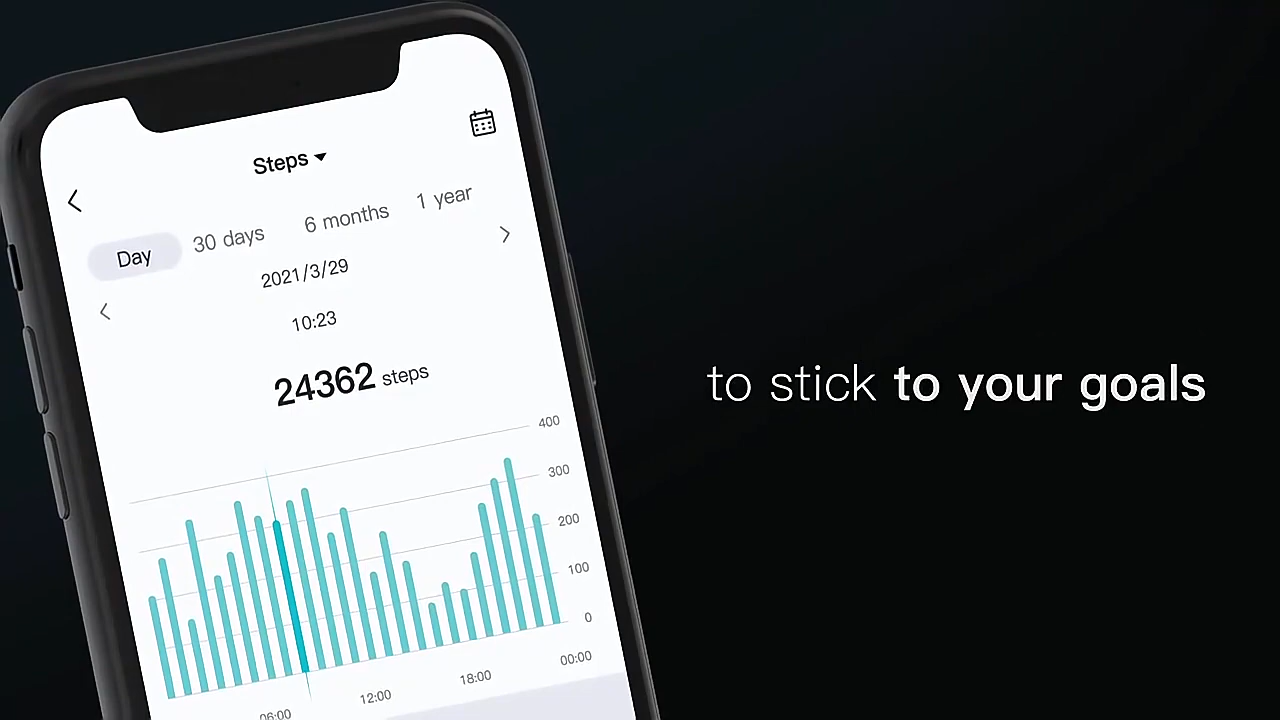 Steps
Day 30 days 6 months 1 year
2021/3/29
10:23
24362 steps
400
300
200
100
0
06:00 12:00 18:00 00:00
to stick to your goals